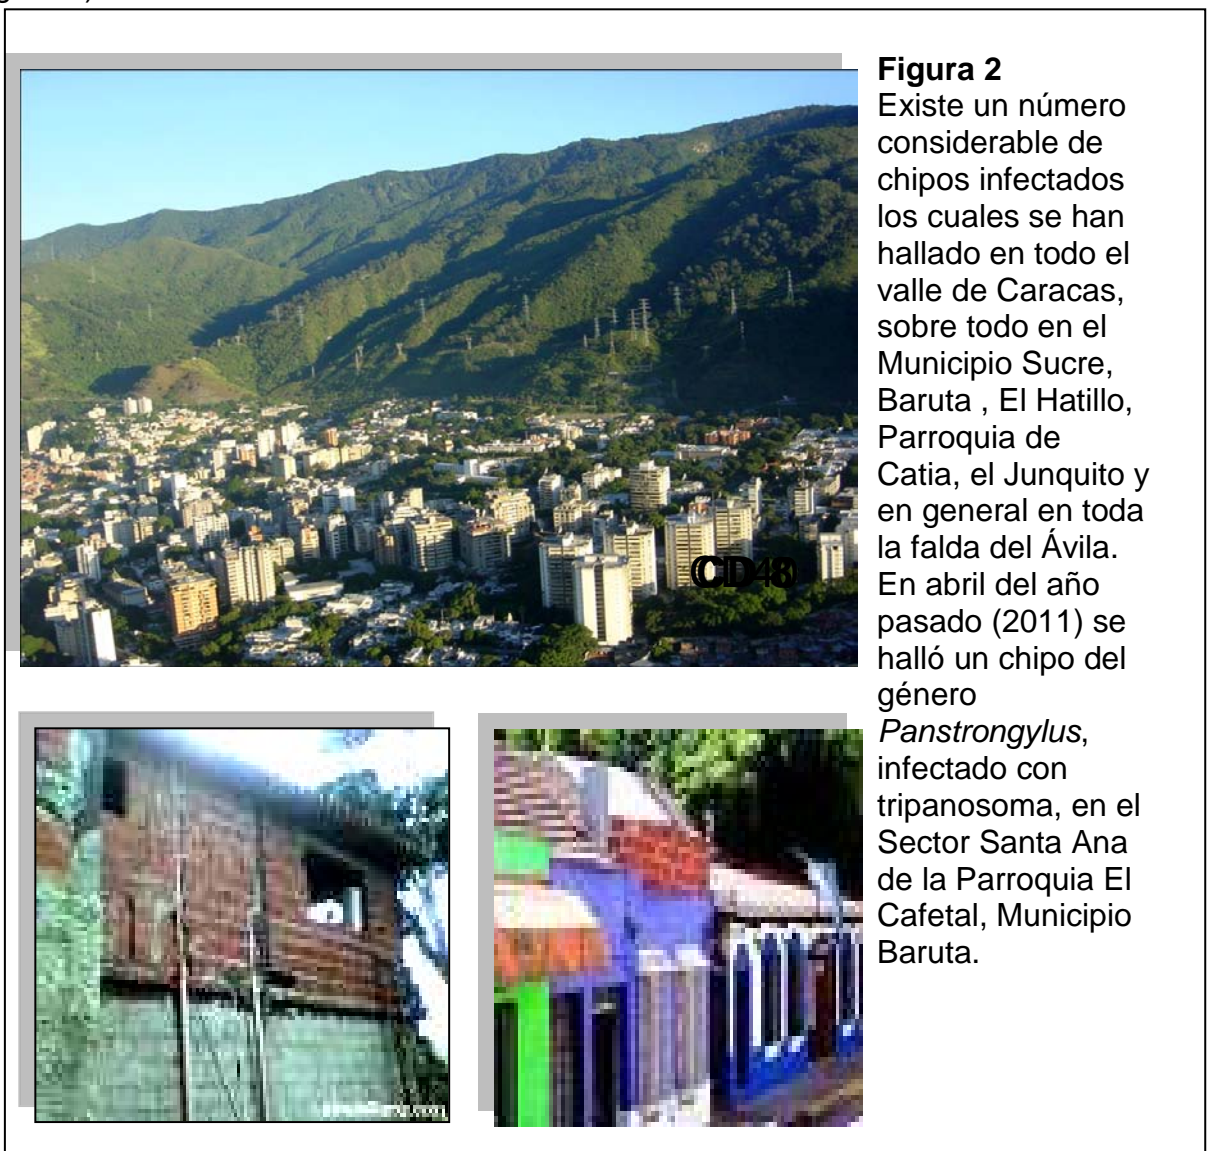 Figura 2
Existe un número
considerable de
chipos infectados
los cuales se han
hallado en todo el
valle de Caracas,
sobre todo en el
Municipio Sucre,
Baruta , El Hatillo,
Parroquia de
Catia, el Junquito y
en general en toda
la falda del Ávila.
En abril del año
pasado (2011) se
halló un chipo del
género
Panstrongylus,
infectado con
tripanosoma, en el
Sector Santa Ana
de la Parroquia El
Cafetal, Municipio
Baruta.